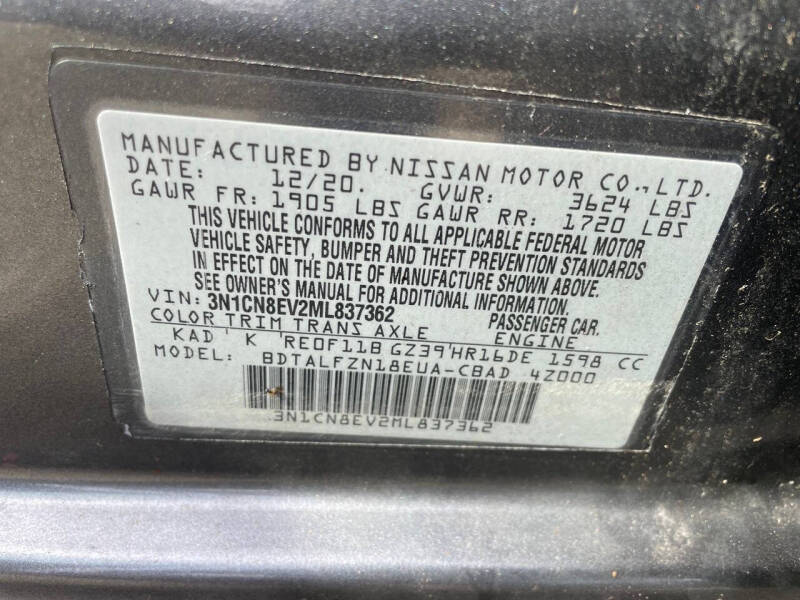 MANUFACTURED BY NISSAN MOTOR CO.,LTD.
DATE: 12/20. GVWR: 3624 LBS
GAWR FR: 1905 LBS GAWR RR: 1720 LBS
THIS VEHICLE CONFORMS TO ALL APPLICABLE FEDERAL MOTOR
VEHICLE SAFETY, BUMPER AND THEFT PREVENTION STANDARDS
IN EFFECT ON THE DATE OF MANUFACTURE SHOWN ABOVE.
SEE OWNER'S MANUAL FOR ADDITIONAL INFORMATION.
VIN: 3N1CN8EV2ML837362 PASSENGER CAR.
COLOR TRIM TRANS AXLE ENGINE
KAD ' K 'RE0F11B GZ39'HR16DE 1598 CC
MODEL: BDTALFZN18EUA-CBAD 4Z000
3N1CN8EV2ML837362